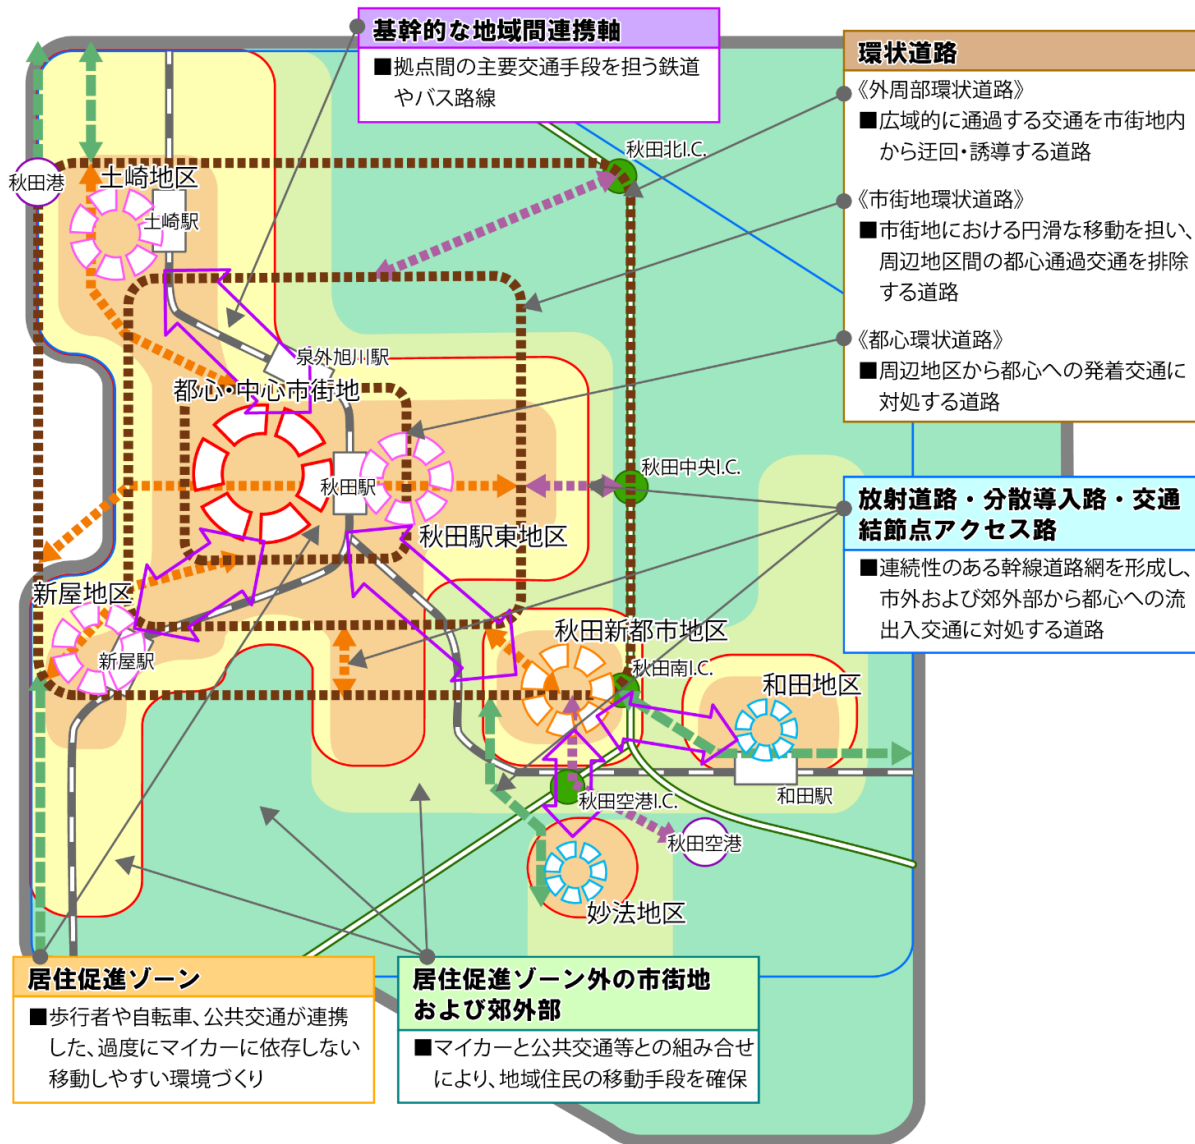 基幹的な地域間連携軸
■拠点間の主要交通手段を担う鉄道
やバス路線
環状道路
《外周部環状道路》
■広域的に通過する交通を市街地内
から迂回・誘導する道路
《市街地環状道路》
■市街地における円滑な移動を担い、
周辺地区間の都心通過交通を排除
する道路
《都心環状道路》
■周辺地区から都心への発着交通に
対処する道路
秋田北I.C.
秋田港
土崎地区
土崎駅
泉外旭川駅
都心・中心市街地
秋田駅
秋田中央I.C.
秋田駅東地区
放射道路・分散導入路・交通
結節点アクセス路
■連続性のある幹線道路網を形成し、
市外および郊外部から都心への流
出入交通に対処する道路
新屋地区
新屋駅
秋田新都市地区
秋田南I.C.
和田地区
和田駅
秋田空港I.C.
秋田空港
妙法地区
居住促進ゾーン
■歩行者や自転車、公共交通が連携
した、過度にマイカーに依存しない
移動しやすい環境づくり
居住促進ゾーン外の市街地
および郊外部
■マイカーと公共交通等との組み合せ
により、地域住民の移動手段を確保